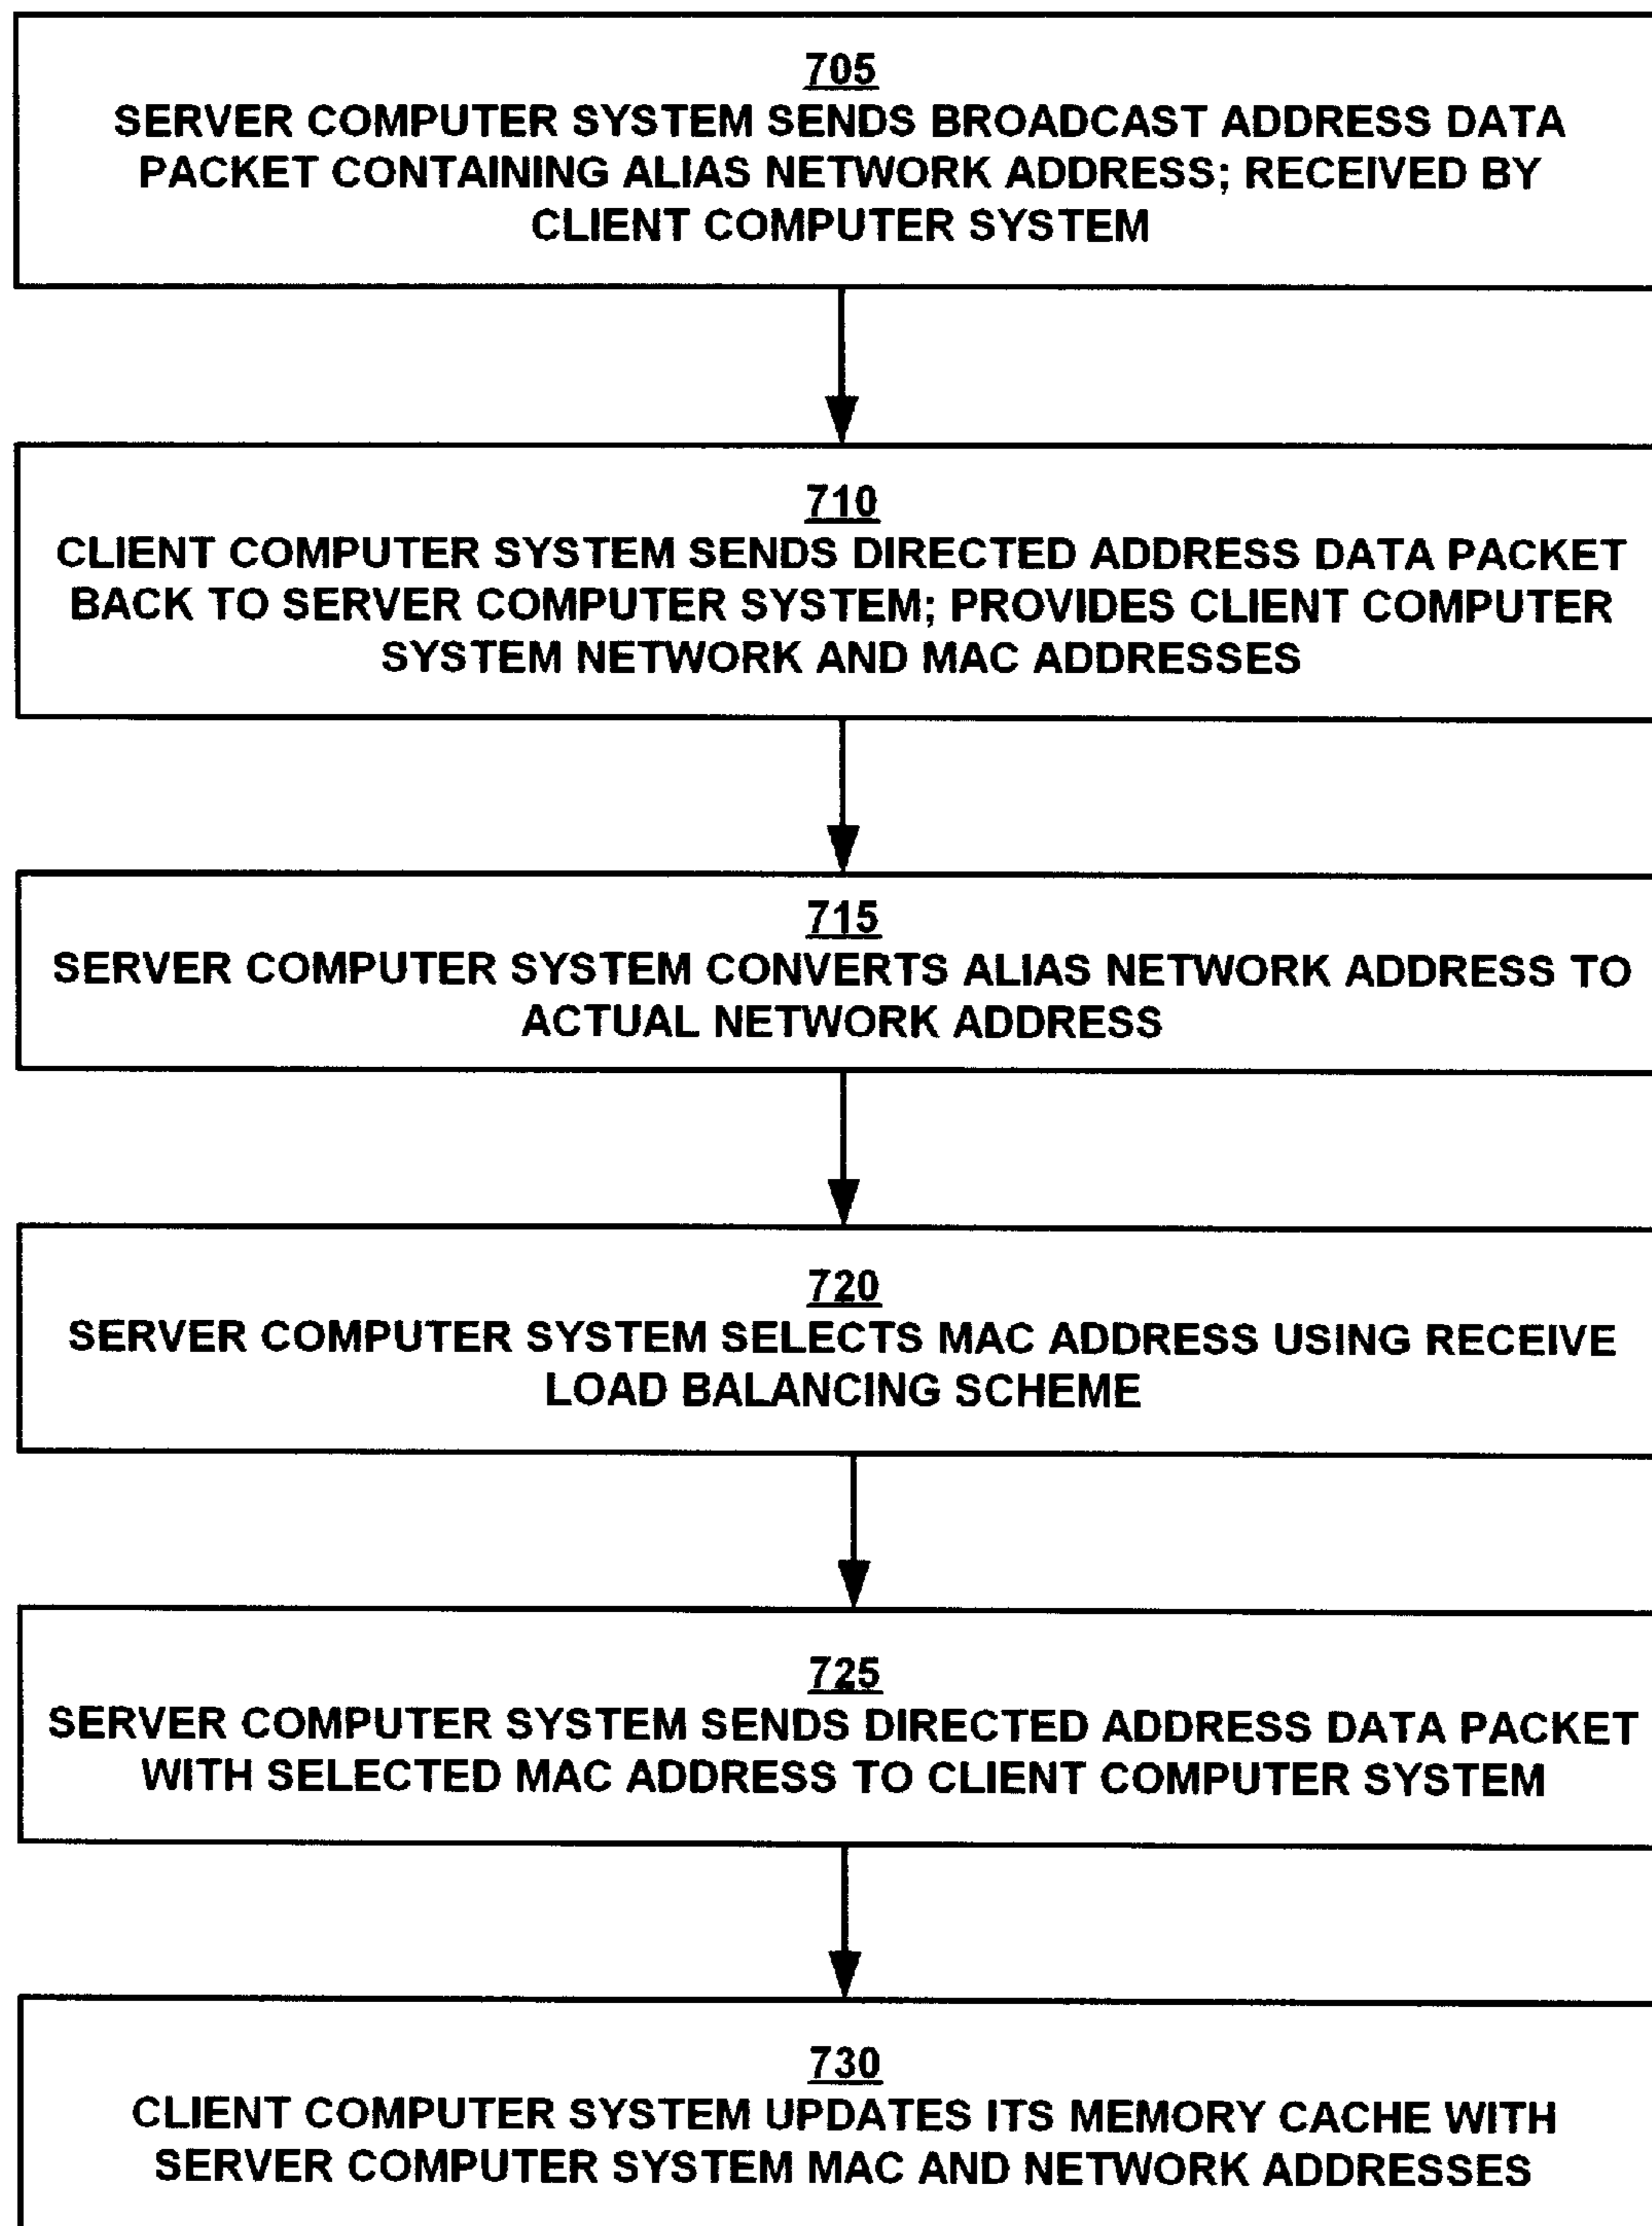 705
SERVER COMPUTER SYSTEM SENDS BROADCAST ADDRESS DATA
PACKET CONTAINING ALIAS NETWORK ADDRESS; RECEIVED BY
CLIENT COMPUTER SYSTEM
710
CLIENT COMPUTER SYSTEM SENDS DIRECTED ADDRESS DATA PACKET
BACK TO SERVER COMPUTER SYSTEM; PROVIDES CLIENT COMPUTER
SYSTEM NETWORK AND MAC ADDRESSES
715
SERVER COMPUTER SYSTEM CONVERTS ALIAS NETWORK ADDRESS TO
ACTUAL NETWORK ADDRESS
720
SERVER COMPUTER SYSTEM SELECTS MAC ADDRESS USING RECEIVE
LOAD BALANCING SCHEME
725
SERVER COMPUTER SYSTEM SENDS DIRECTED ADDRESS DATA PACKET
WITH SELECTED MAC ADDRESS TO CLIENT COMPUTER SYSTEM
730
CLIENT COMPUTER SYSTEM UPDATES ITS MEMORY CACHE WITH
SERVER COMPUTER SYSTEM MAC AND NETWORK ADDRESSES